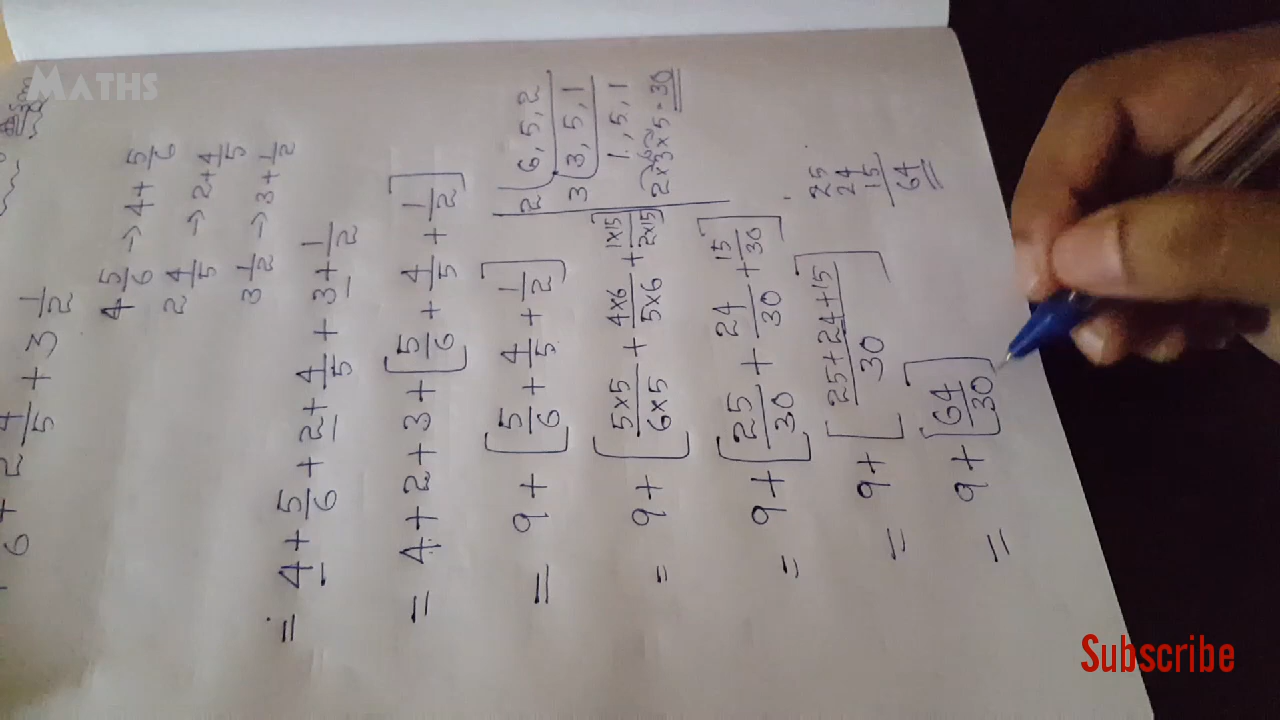 MATHS
6 + 2 4/5 + 3 1/2
4 5/6 → 4 + 5/6
2 4/5 → 2 + 4/5
3 1/2 → 3 + 1/2
= 4 + 5/6 + 2 + 4/5 + 3 + 1/2
= 4 + 2 + 3 + [5/6 + 4/5 + 1/2]
= 9 + [5/6 + 4/5 + 1/2]
2 ( 6, 5, 2
3 ( 3, 5, 1
1, 5, 1
2 × 3 × 5 = 30
= 9 + [5×5/6×5 + 4×6/5×6 + 1×15/2×15]
= 9 + [25/30 + 24/30 + 15/30]
= 9 + [25+24+15/30]
25
24
15
64
= 9 + [64/30]
Subscribe